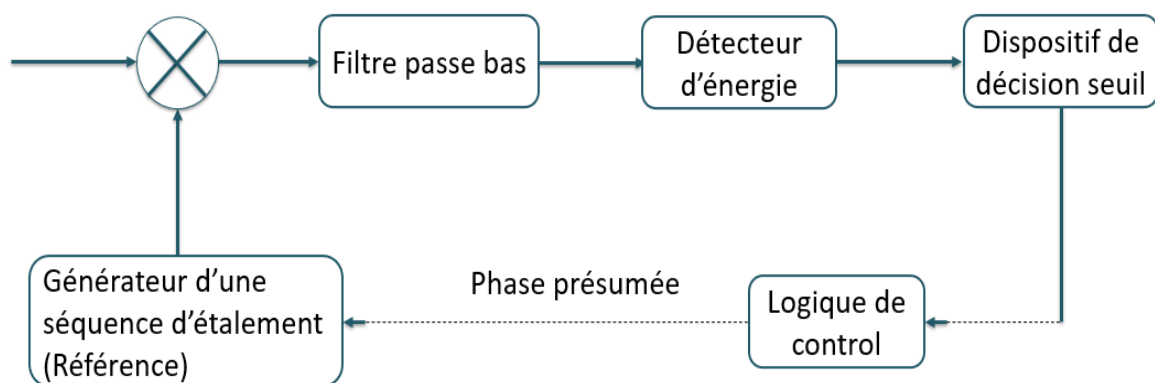 Filtre passe bas
Détecteur
d'énergie
Dispositif de
décision seuil
Générateur d'une
séquence d'étalement
(Référence)
Phase présumée
Logique de
control